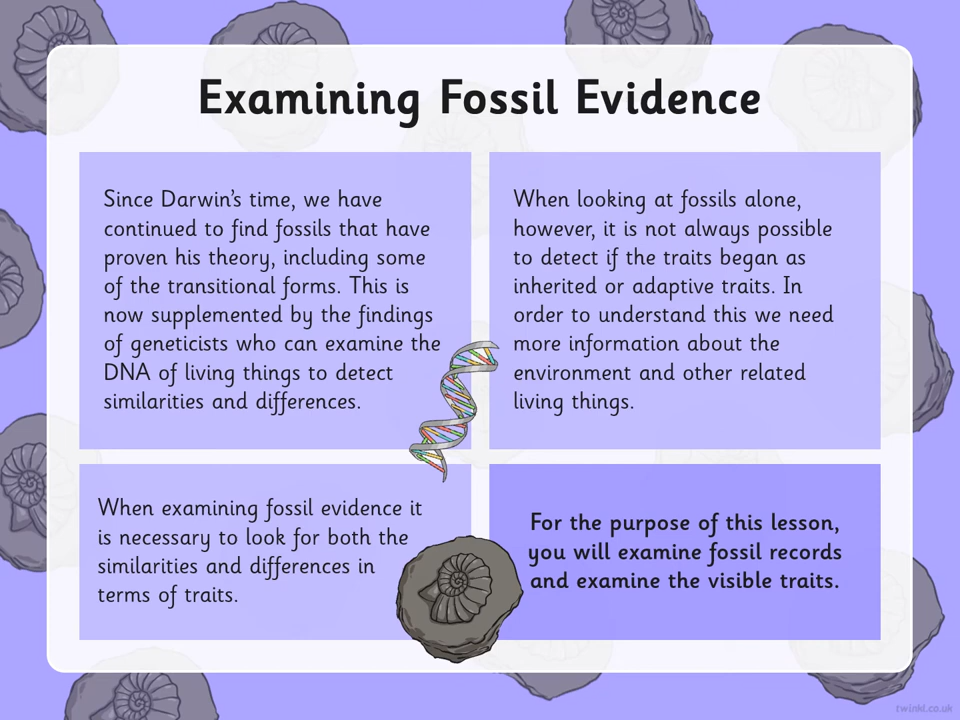 Examining Fossil Evidence
Since Darwin's time, we have
continued to find fossils that have
proven his theory, including some
of the transitional forms. This is
now supplemented by the findings
of geneticists who can examine the
DNA of living things to detect
similarities and differences.
When looking at fossils alone,
however, it is not always possible
to detect if the traits began as
inherited or adaptive traits. In
order to understand this we need
more information about the
environment and other related
living things.
When examining fossil evidence it
is necessary to look for both the
similarities and differences in
terms of traits.
For the purpose of this lesson,
you will examine fossil records
and examine the visible traits.
twinkl.co.uk